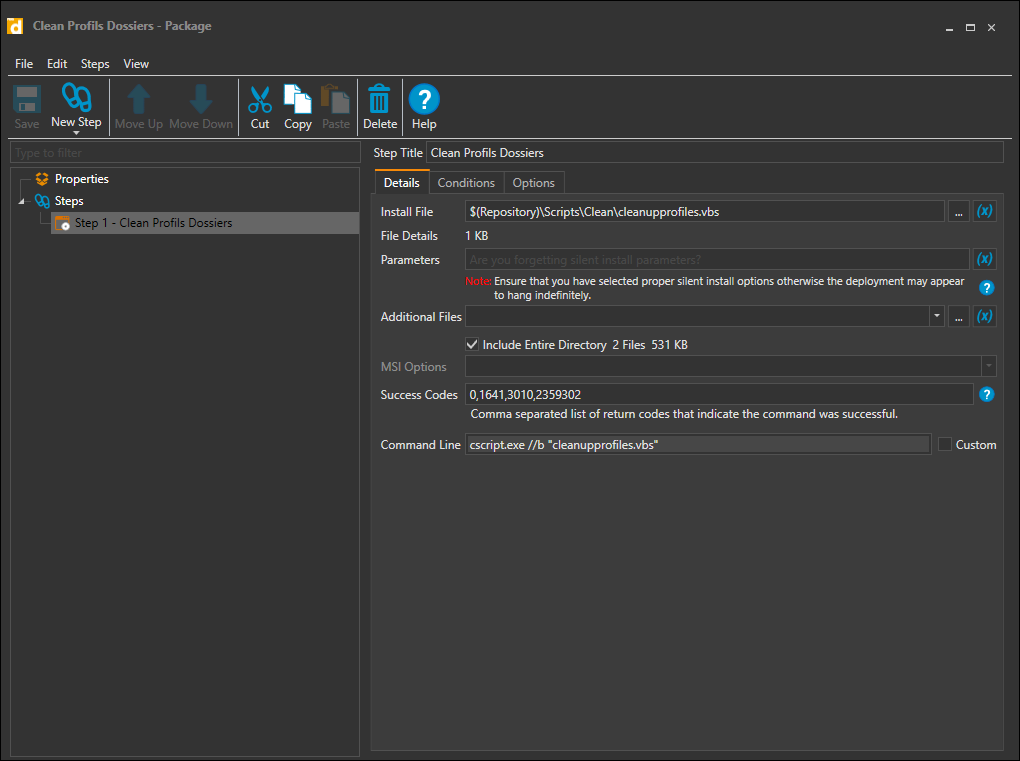 Clean Profils Dossiers - Package
File Edit Steps View
Save New Step Move Up Move Down Cut Copy Paste Delete Help
Type to filter
Properties
Steps
Step 1 - Clean Profils Dossiers
Step Title Clean Profils Dossiers
Details Conditions Options
Install File $(Repository)\Scripts\Clean\cleanupprofiles.vbs ... (x)
File Details 1 KB
Parameters Are you forgetting silent install parameters? (x)
Note: Ensure that you have selected proper silent install options otherwise the deployment may appear
to hang indefinitely. ?
Additional Files ... (x)
Include Entire Directory 2 Files 531 KB
MSI Options
Success Codes 0,1641,3010,2359302 ?
Comma separated list of return codes that indicate the command was successful.
Command Line cscript.exe //b "cleanupprofiles.vbs" Custom